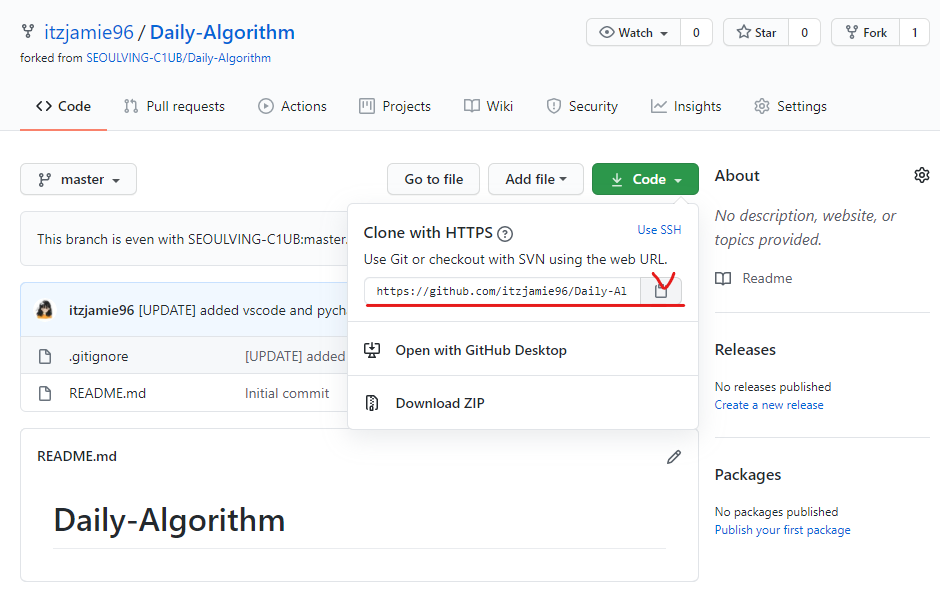 itzjamie96 / Daily-Algorithm
forked from SEOULVING-C1UB/Daily-Algorithm
Watch 0 Star 0 Fork 1
Code Pull requests Actions Projects Wiki Security Insights Settings
master Go to file Add file Code
This branch is even with SEOULVING-C1UB:master.
Clone with HTTPS ? Use SSH
Use Git or checkout with SVN using the web URL.
https://github.com/itzjamie96/Daily-Al
Open with GitHub Desktop
Download ZIP
itzjamie96 [UPDATE] added vscode and pycha
.gitignore [UPDATE] added
README.md Initial commit
README.md
Daily-Algorithm
About
No description, website, or
topics provided.
Readme
Releases
No releases published
Create a new release
Packages
No packages published
Publish your first package